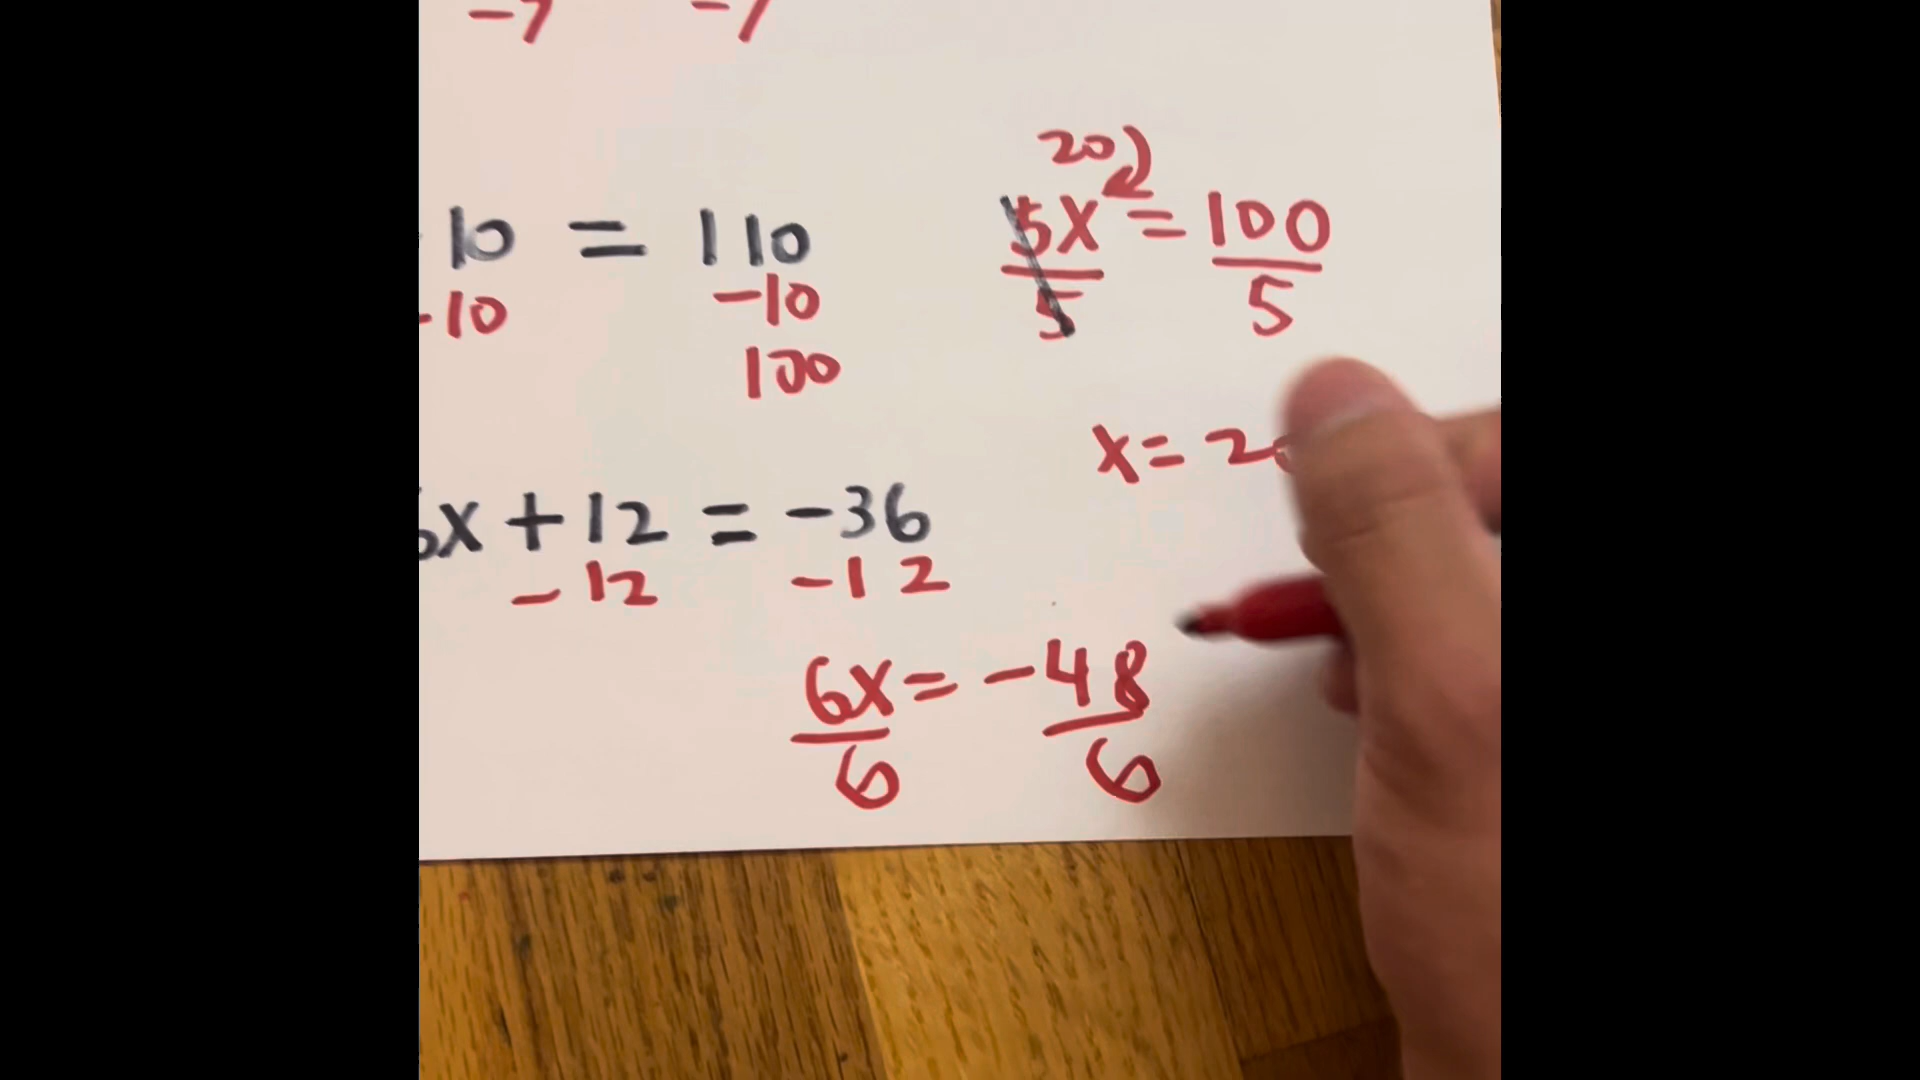 -7 -7
10 = 110
-10 -10
100
20
5x = 100
5 5
x = 20
6x + 12 = -36
-12 -12
6x = -48
6 6